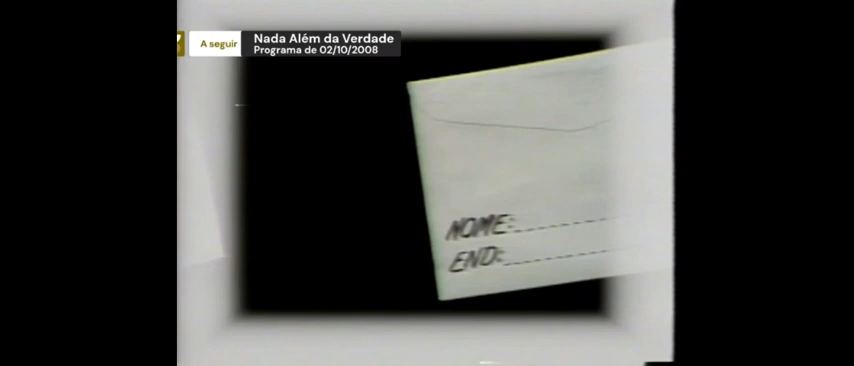 A seguir
Nada Além da Verdade
Programa de 02/10/2008
NOME:
END: